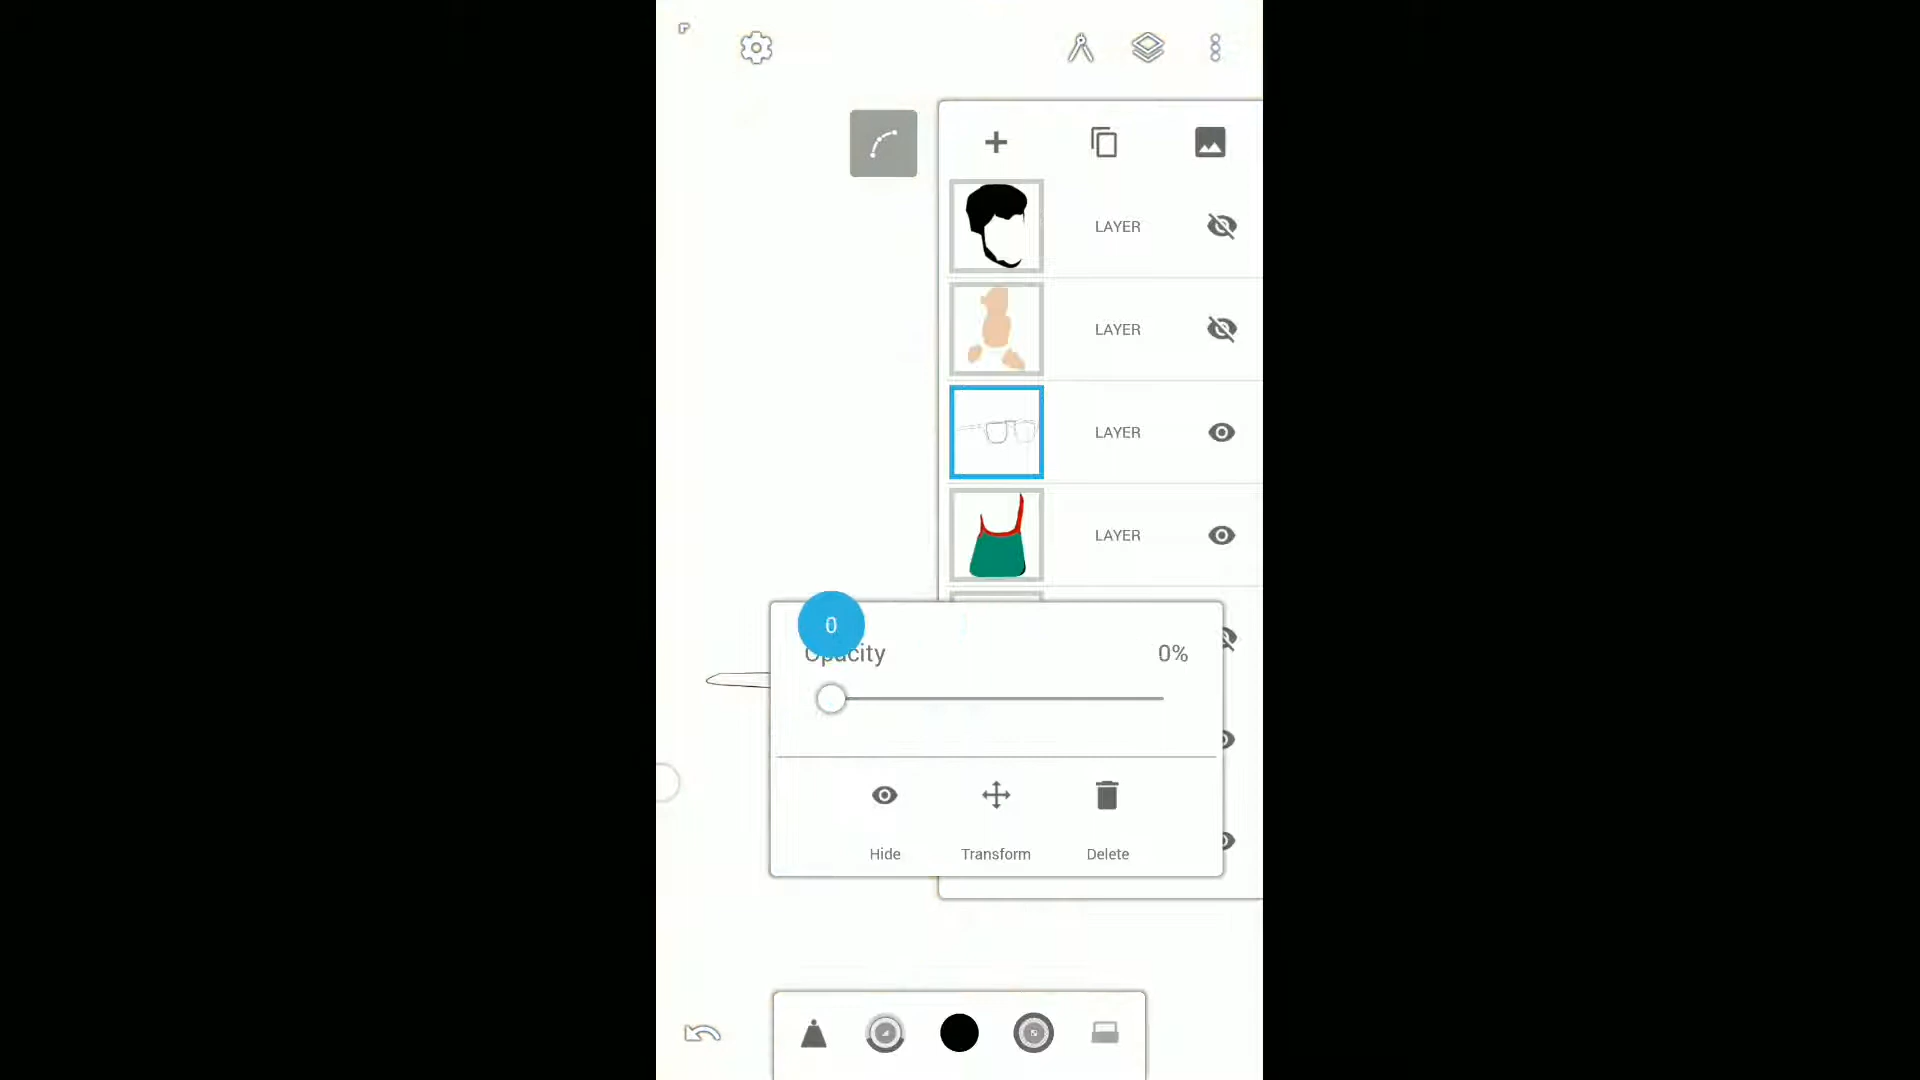 LAYER
LAYER
LAYER
LAYER
0
Opacity 0%
Hide Transform Delete